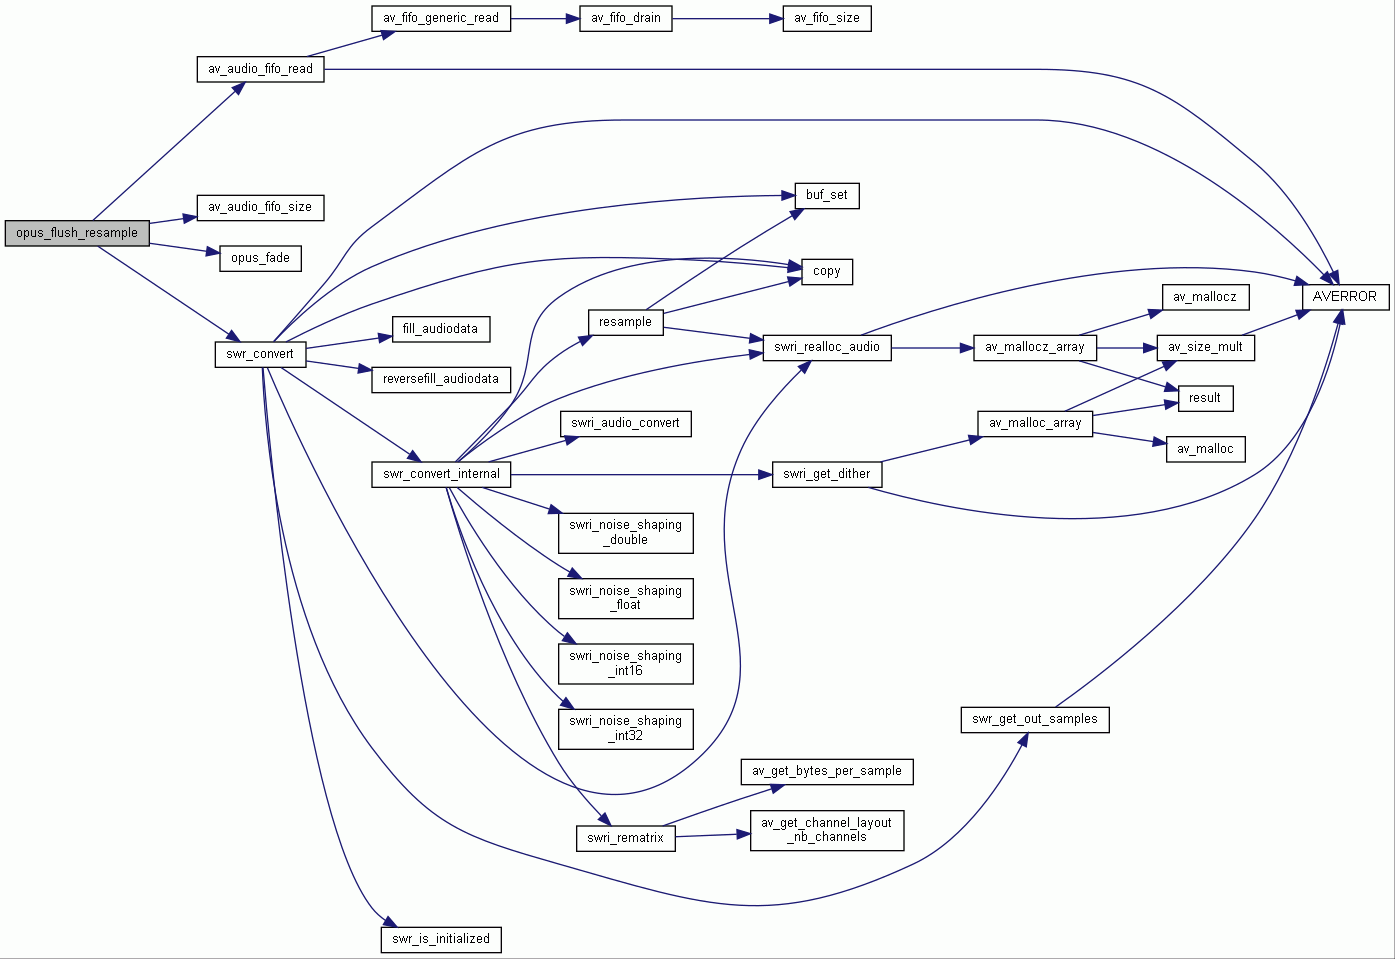 av_fifo_generic_read
av_fifo_drain
av_fifo_size
av_audio_fifo_read
buf_set
av_audio_fifo_size
opus_flush_resample
opus_fade
copy
av_mallocz
AVERROR
resample
fill_audiodata
swri_realloc_audio
av_mallocz_array
av_size_mult
swr_convert
reversefill_audiodata
result
swri_audio_convert
av_malloc_array
av_malloc
swr_convert_internal
swri_get_dither
swri_noise_shaping
_double
swri_noise_shaping
_float
swri_noise_shaping
_int16
swri_noise_shaping
_int32
swr_get_out_samples
av_get_bytes_per_sample
av_get_channel_layout
_nb_channels
swri_rematrix
swr_is_initialized